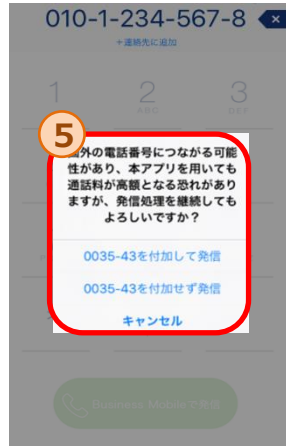 010-1-234-567-8
+連絡先に追加
1
2
ABC
3
DEF
5
外の電話番号につながる可能
性があり、本アプリを用いても
通話料が高額となる恐れがあり
ますが、発信処理を継続しても
よろしいですか？
0035-43を付加して発信
0035-43を付加せず発信
キャンセル
Business Mobileで発信